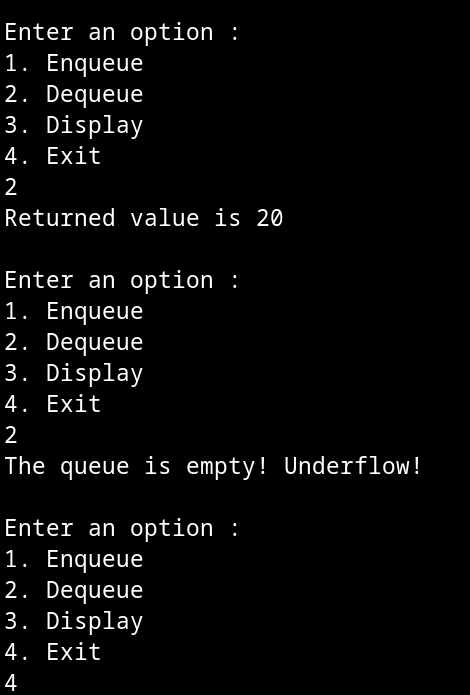 Enter an option :
1. Enqueue
2. Dequeue
3. Display
4. Exit
2
Returned value is 20

Enter an option :
1. Enqueue
2. Dequeue
3. Display
4. Exit
2
The queue is empty! Underflow!

Enter an option :
1. Enqueue
2. Dequeue
3. Display
4. Exit
4